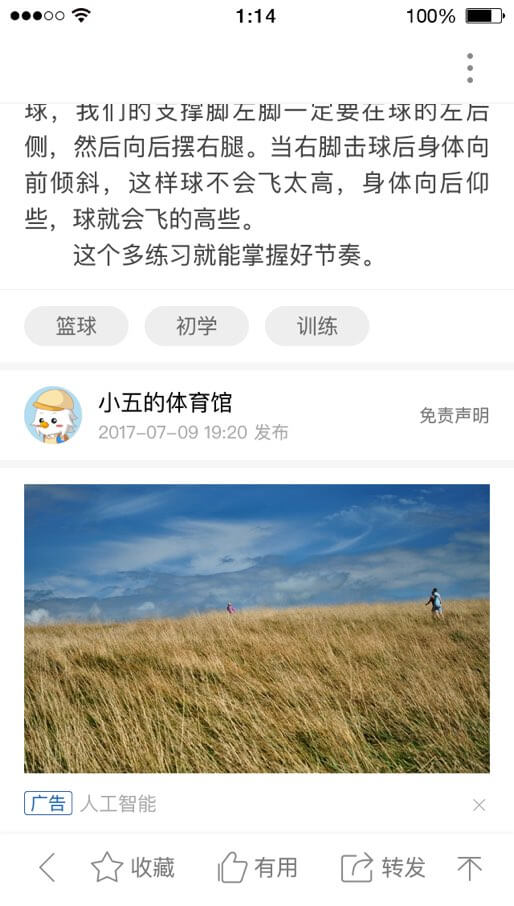 1:14
100%
球，我们的支撑脚左脚一定要在球的左后
侧，然后向后摆右腿。当右脚击球后身体向
前倾斜，这样球不会飞太高，身体向后仰
些，球就会飞的高些。
这个多练习就能掌握好节奏。
篮球
初学
训练
小五的体育馆
2017-07-09 19:20 发布
免责声明
广告 人工智能
收藏
有用
转发